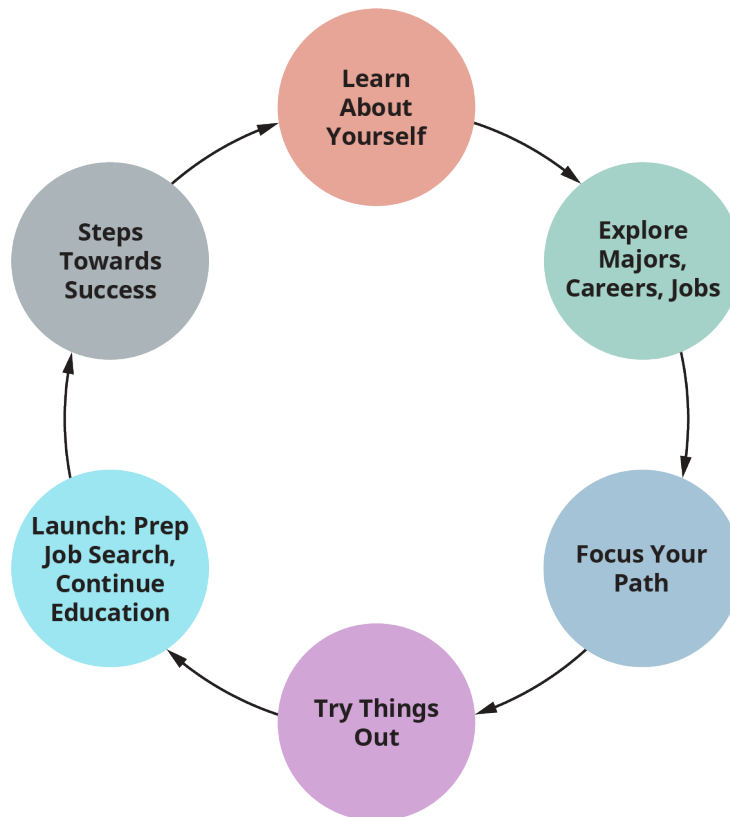 Learn
About
Yourself
Explore
Majors,
Careers, Jobs
Focus Your
Path
Try Things
Out
Launch: Prep
Job Search,
Continue
Education
Steps
Towards
Success